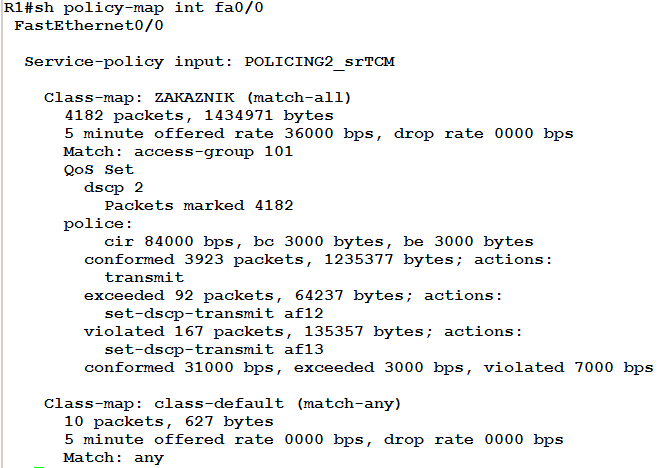 R1#sh policy-map int fa0/0
FastEthernet0/0
Service-policy input: POLICING2_srTCM
Class-map: ZAKAZNIK (match-all)
4182 packets, 1434971 bytes
5 minute offered rate 36000 bps, drop rate 0000 bps
Match: access-group 101
QoS Set
dscp 2
Packets marked 4182
police:
cir 84000 bps, bc 3000 bytes, be 3000 bytes
conformed 3923 packets, 1235377 bytes; actions:
transmit
exceeded 92 packets, 64237 bytes; actions:
set-dscp-transmit af12
violated 167 packets, 135357 bytes; actions:
set-dscp-transmit af13
conformed 31000 bps, exceeded 3000 bps, violated 7000 bps
Class-map: class-default (match-any)
10 packets, 627 bytes
5 minute offered rate 0000 bps, drop rate 0000 bps
Match: any